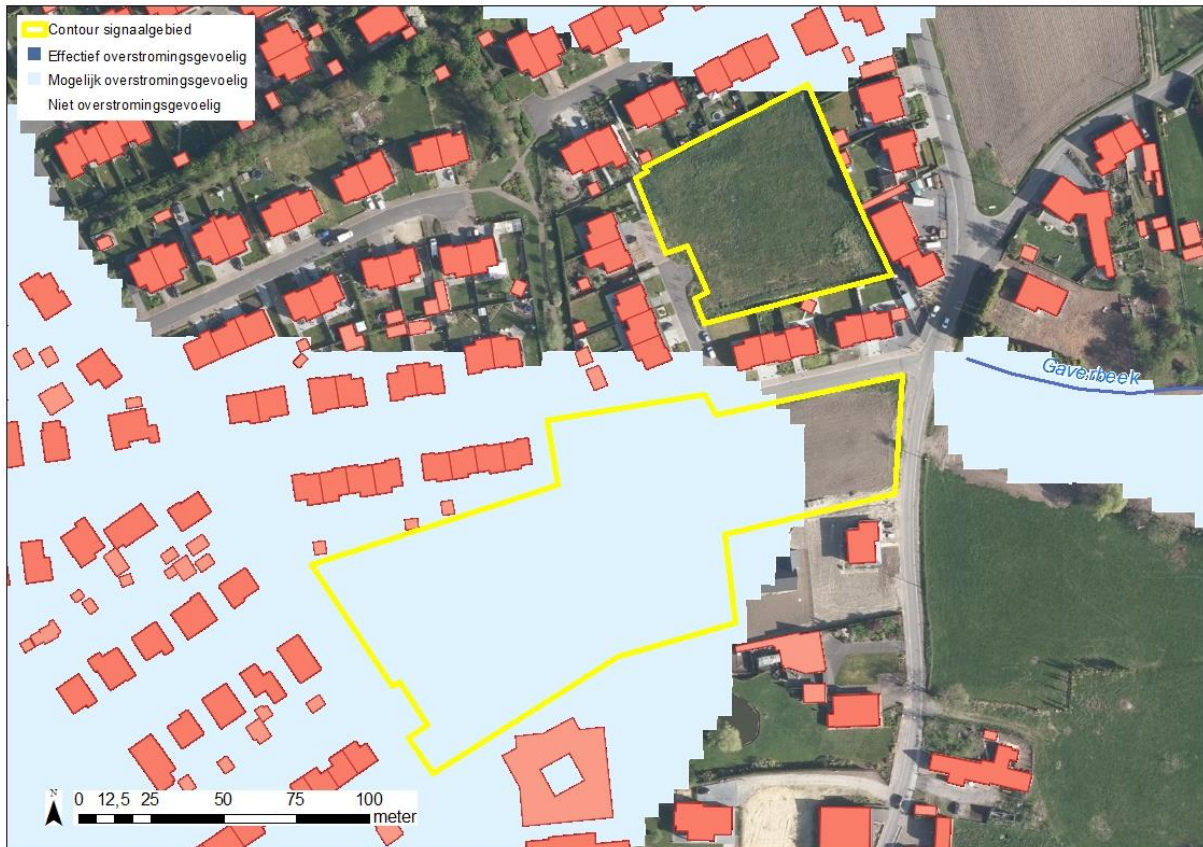 Contour signaalgebied
Effectief overstromingsgevoelig
Mogelijk overstromingsgevoelig
Niet overstromingsgevoelig
Gaverbeek
N
0 12,5 25 50 75 100
meter